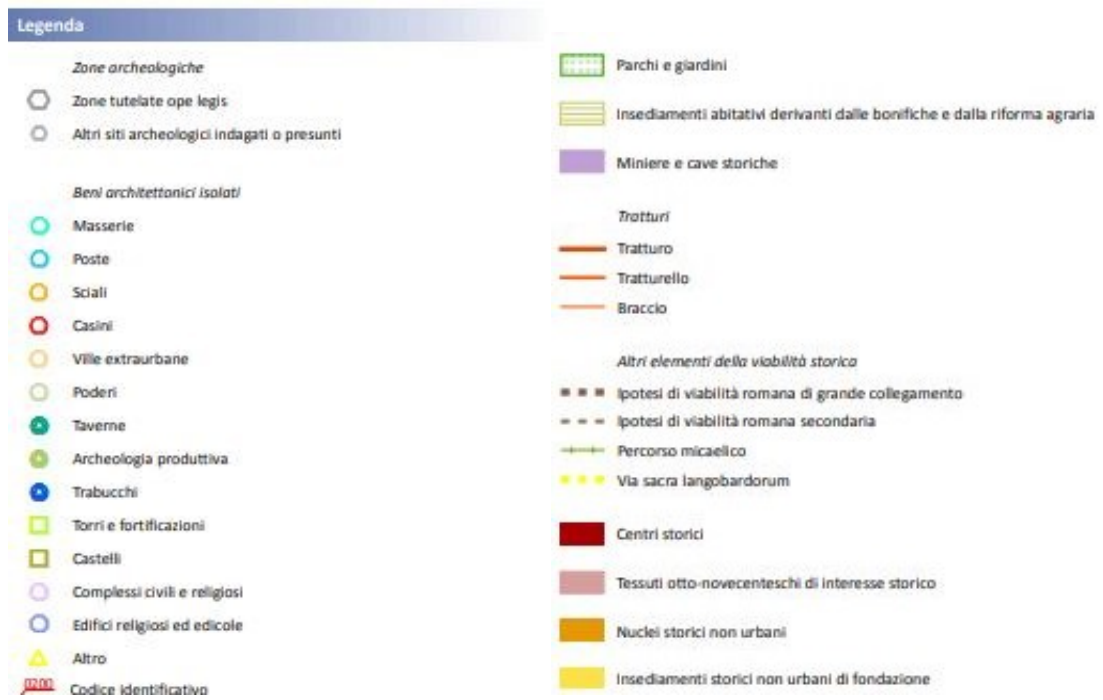 Legenda
Zone archeologiche
Zone tutelate ope legis
Altri siti archeologici indagati o presunti
Beni architettonici isolati
Masserie
Poste
Sciali
Casini
Ville extraurbane
Poderi
Taverne
Archeologia produttiva
Trabucchi
Torri e fortificazioni
Castelli
Complessi civili e religiosi
Edifici religiosi ed edicole
Altro
0200 Codice identificativo
Parchi e giardini
Insediamenti abitativi derivanti dalle bonifiche e dalla riforma agraria
Miniere e cave storiche
Tratturi
Tratturo
Tratturello
Braccio
Altri elementi della viabilità storica
Ipotesi di viabilità romana di grande collegamento
Ipotesi di viabilità romana secondaria
Percorso micaelico
Via sacra langobardorum
Centri storici
Tessuti otto-novecenteschi di interesse storico
Nuclei storici non urbani
Insediamenti storici non urbani di fondazione